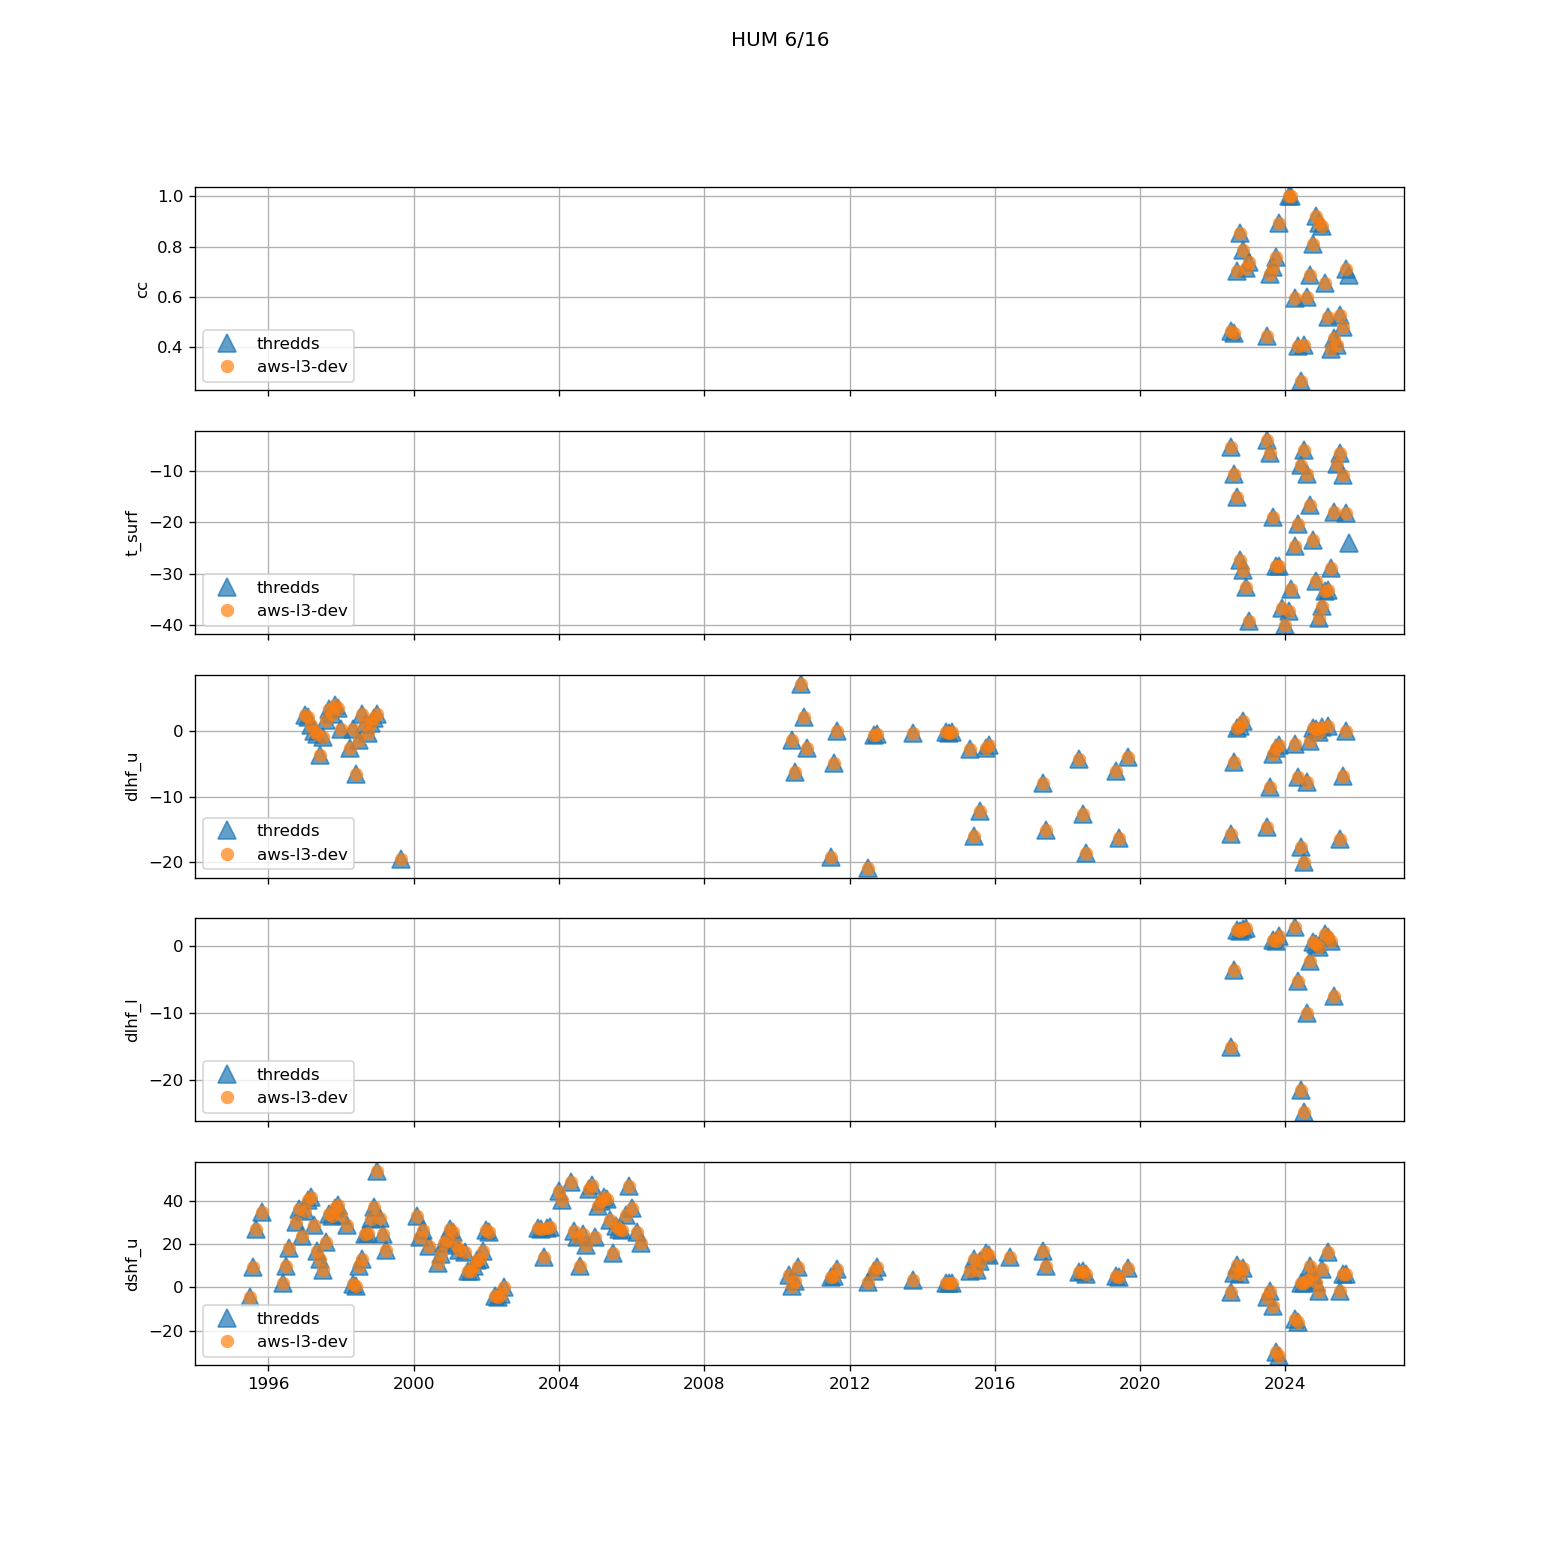 HUM 6/16
1.0
0.8
0.6
0.4
cc
thredds
aws-l3-dev
−10
−20
−30
−40
t_surf
thredds
aws-l3-dev
0
−10
−20
dlhf_u
thredds
aws-l3-dev
0
−10
−20
dlhf_l
thredds
aws-l3-dev
40
20
0
−20
dshf_u
thredds
aws-l3-dev
1996 2000 2004 2008 2012 2016 2020 2024